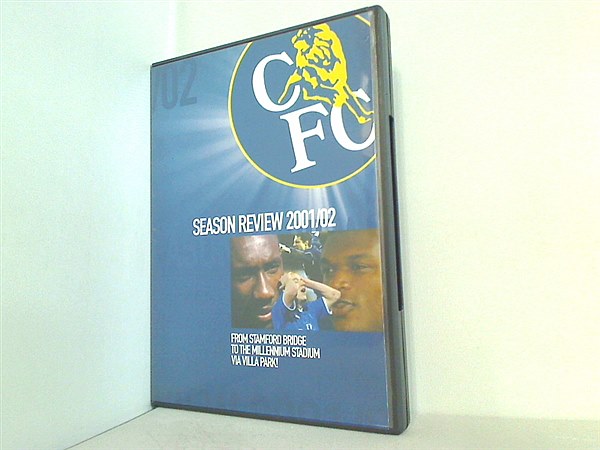 /02
CFC
SEASON REVIEW 2001/02
FROM STAMFORD BRIDGE
TO THE MILLENNIUM STADIUM
VIA VILLA PARK!